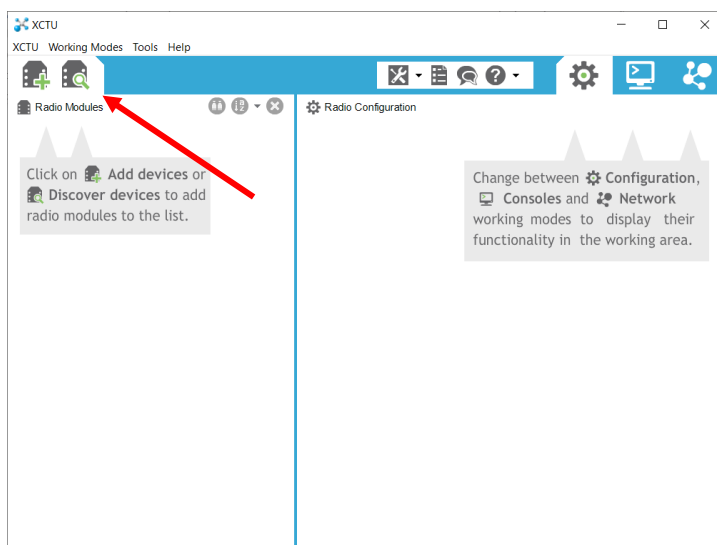 XCTU
XCTU Working Modes Tools Help
Radio Modules
Radio Configuration
Click on Add devices or
Discover devices to add
radio modules to the list.
Change between Configuration,
Consoles and Network
working modes to display their
functionality in the working area.